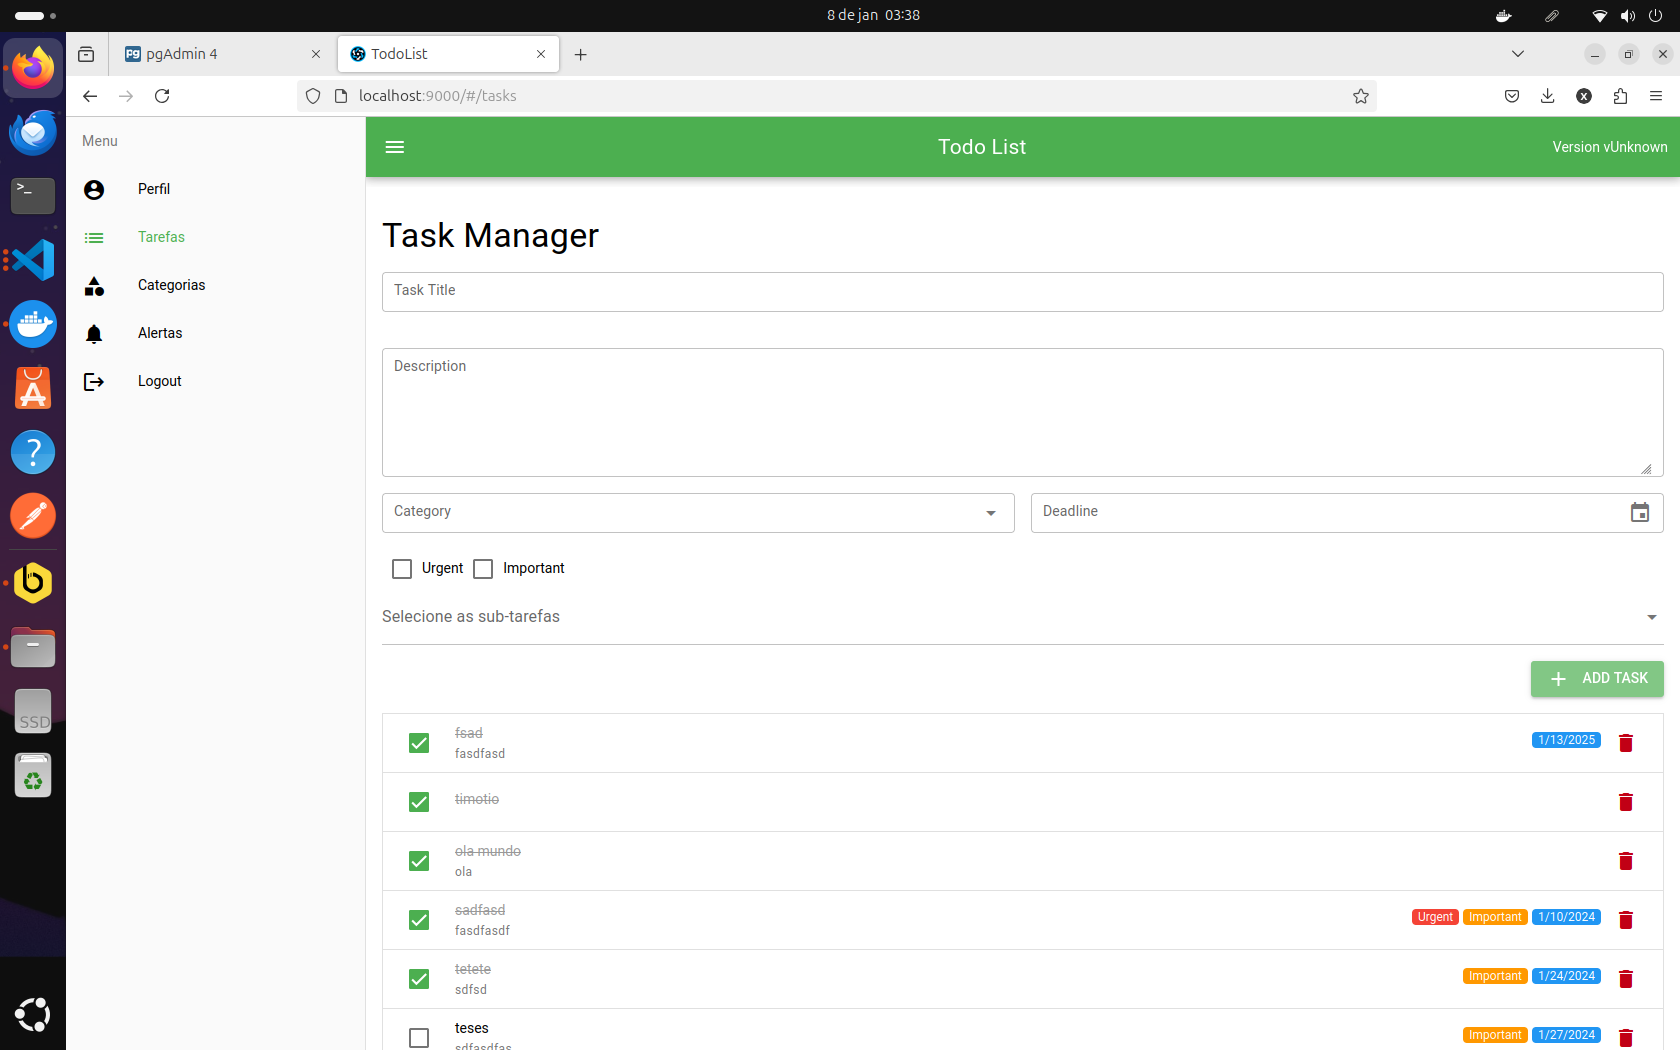 8 de jan 03:38
pgAdmin 4
TodoList
localhost:9000/#/tasks
Menu
Perfil
Tarefas
Categorias
Alertas
Logout
Todo List
Version vUnknown
Task Manager
Task Title
Description
Category
Deadline
Urgent
Important
Selecione as sub-tarefas
ADD TASK
fsad
fasdfasd
1/13/2025
timotio
ola mundo
ola
sadfasd
fasdfasdf
Urgent Important 1/10/2024
tetete
sdfsd
Important 1/24/2024
teses
sdfasdfas
Important 1/27/2024
SSD